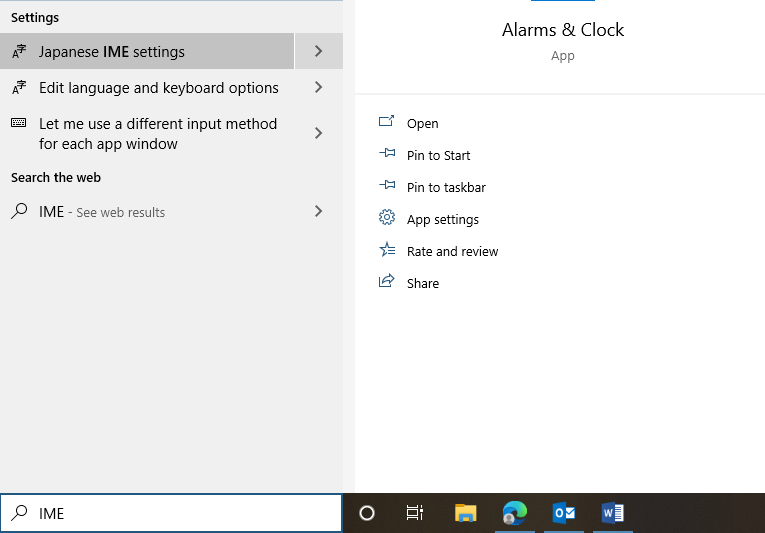 Settings
Japanese IME settings
Edit language and keyboard options
Let me use a different input method
for each app window
Search the web
IME - See web results
IME
Alarms & Clock
App
Open
Pin to Start
Pin to taskbar
App settings
Rate and review
Share